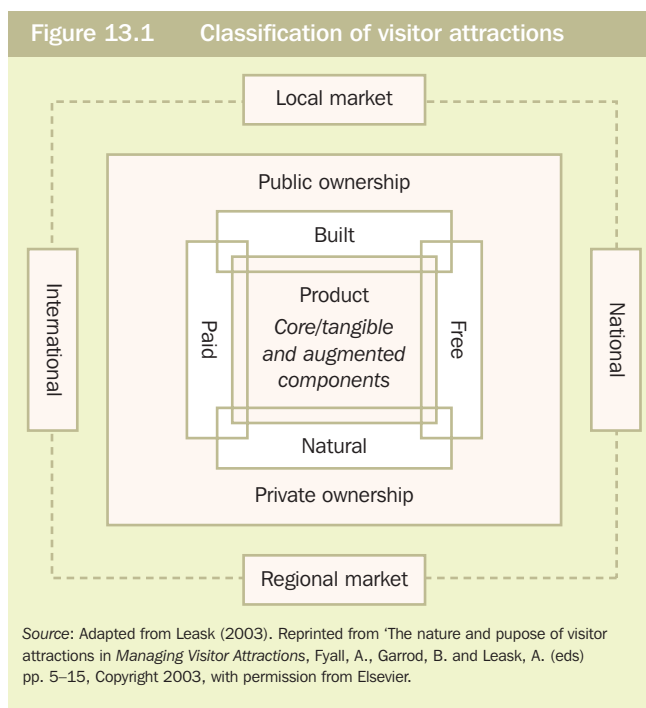 Figure 13.1 Classification of visitor attractions
Local market
Public ownership
Built
International
Paid
Product
Core/tangible
and augmented
components
Free
National
Natural
Private ownership
Regional market
Source: Adapted from Leask (2003). Reprinted from ‘The nature and pupose of visitor
attractions in Managing Visitor Attractions, Fyall, A., Garrod, B. and Leask, A. (eds)
pp. 5–15, Copyright 2003, with permission from Elsevier.